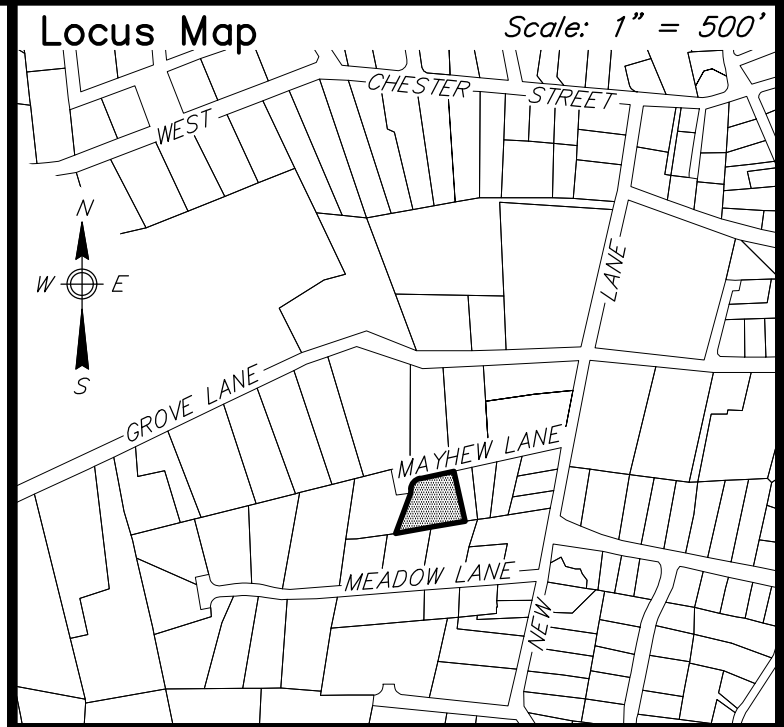 Locus Map
Scale: 1" = 500'
WEST CHESTER STREET
N
W E
S
LANE
GROVE LANE
MAYHEW LANE
MEADOW LANE
NEW